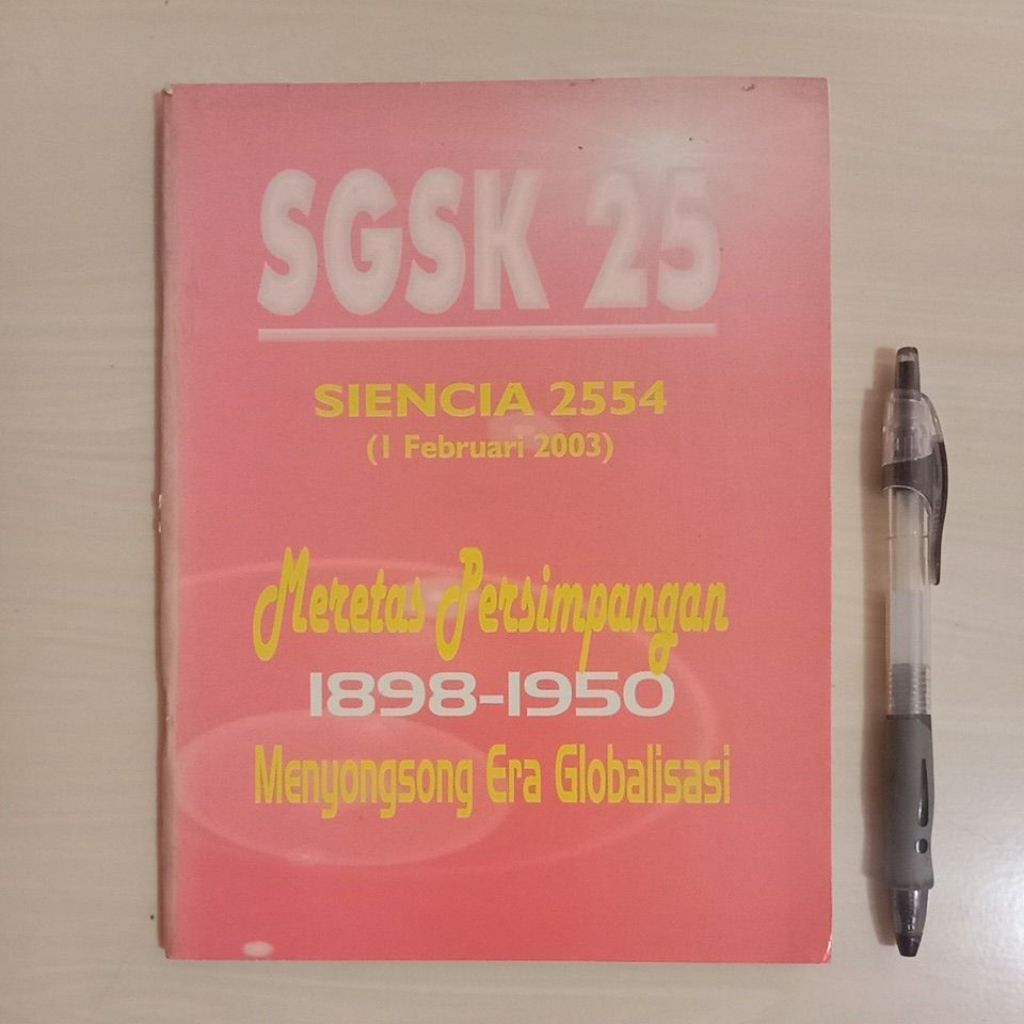 SGSK 25
SIENCIA 2554
(1 Februari 2003)
Meretas Persimpangan
1898-1950
Menyongsong Era Globalisasi